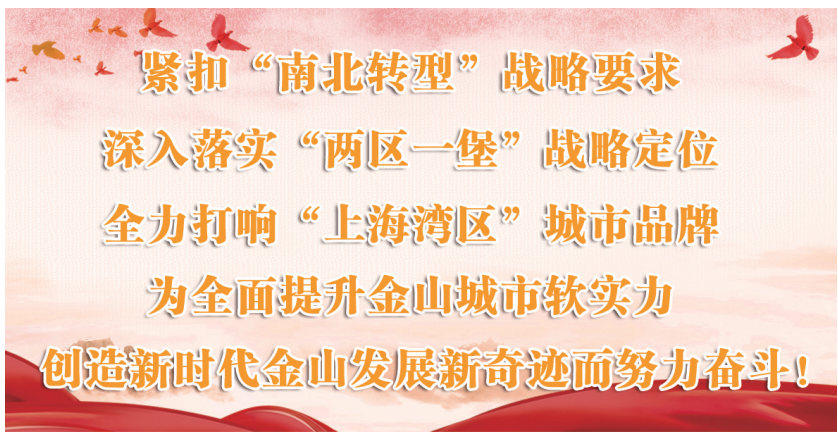 紧扣“南北转型”战略要求
深入落实“两区一堡”战略定位
全力打响“上海湾区”城市品牌
为全面提升金山城市软实力
创造新时代金山发展新奇迹而努力奋斗！